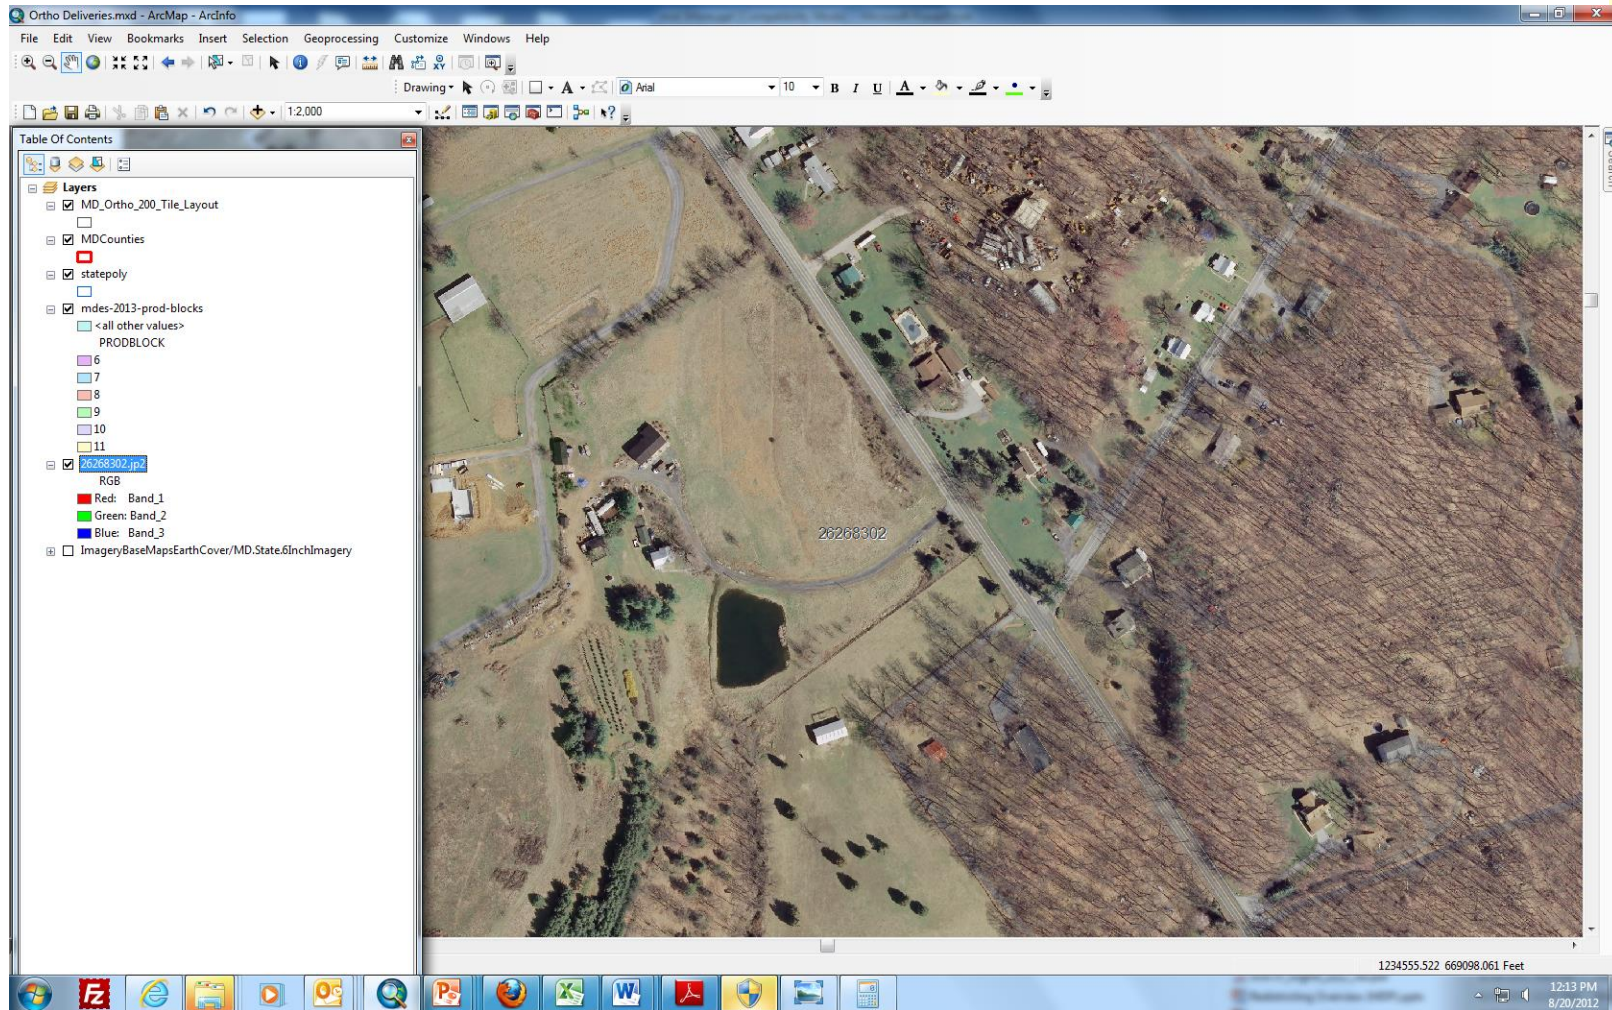 Ortho Deliveries.mxd - ArcMap - ArcInfo
File Edit View Bookmarks Insert Selection Geoprocessing Customize Windows Help
Drawing Arial 10 B I U A
1:2,000
Table Of Contents
Layers
MD_Ortho_200_Tile_Layout
MDCounties
statepoly
mdes-2013-prod-blocks
<all other values>
PRODBLOCK
6
7
8
9
10
11
26268302.jp2
RGB
Red: Band_1
Green: Band_2
Blue: Band_3
ImageryBaseMapsEarthCover/MD.State.6InchImagery
26268302
1234555.522 669098.061 Feet
12:13 PM
8/20/2012